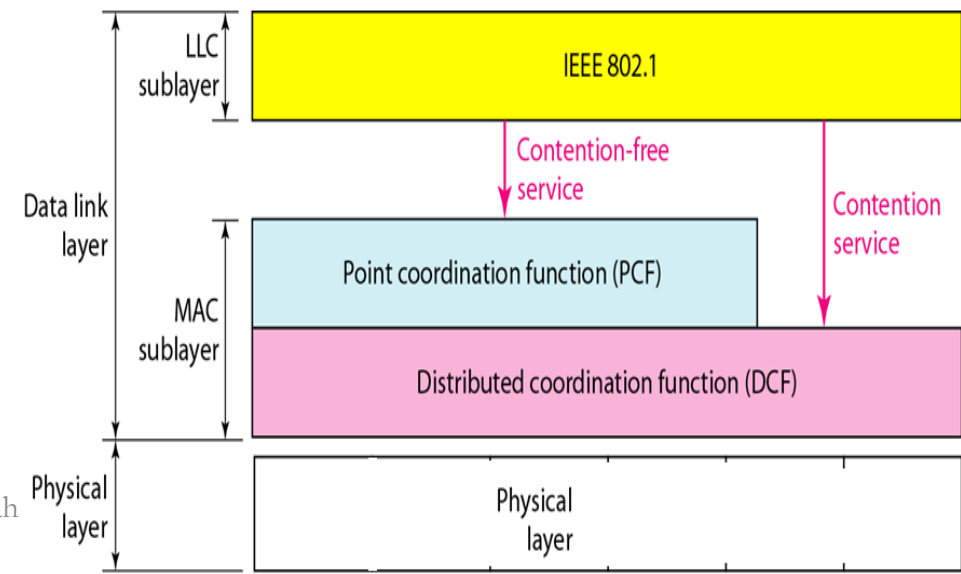 LLC
sublayer
IEEE 802.1
Contention-free
service
Data link
layer
Contention
service
Point coordination function (PCF)
MAC
sublayer
Distributed coordination function (DCF)
Physical
layer
Physical
layer